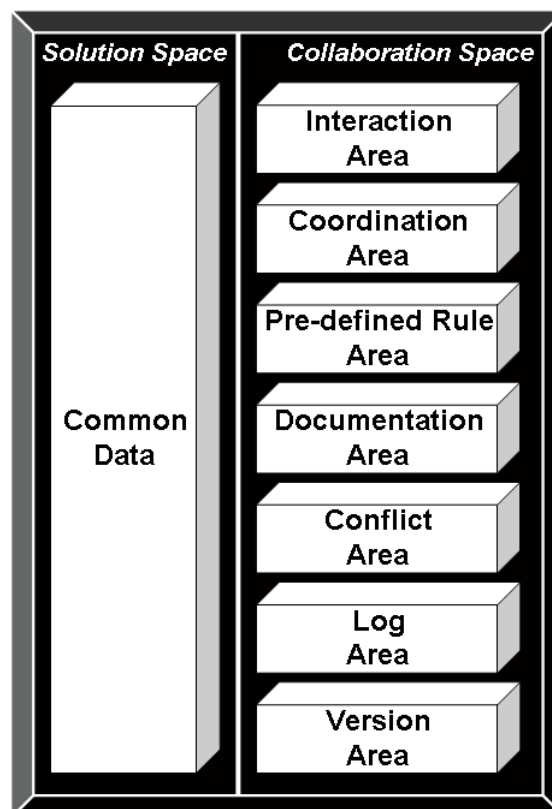 Solution Space
Common
Data
Collaboration Space
Interaction
Area
Coordination
Area
Pre-defined Rule
Area
Documentation
Area
Conflict
Area
Log
Area
Version
Area